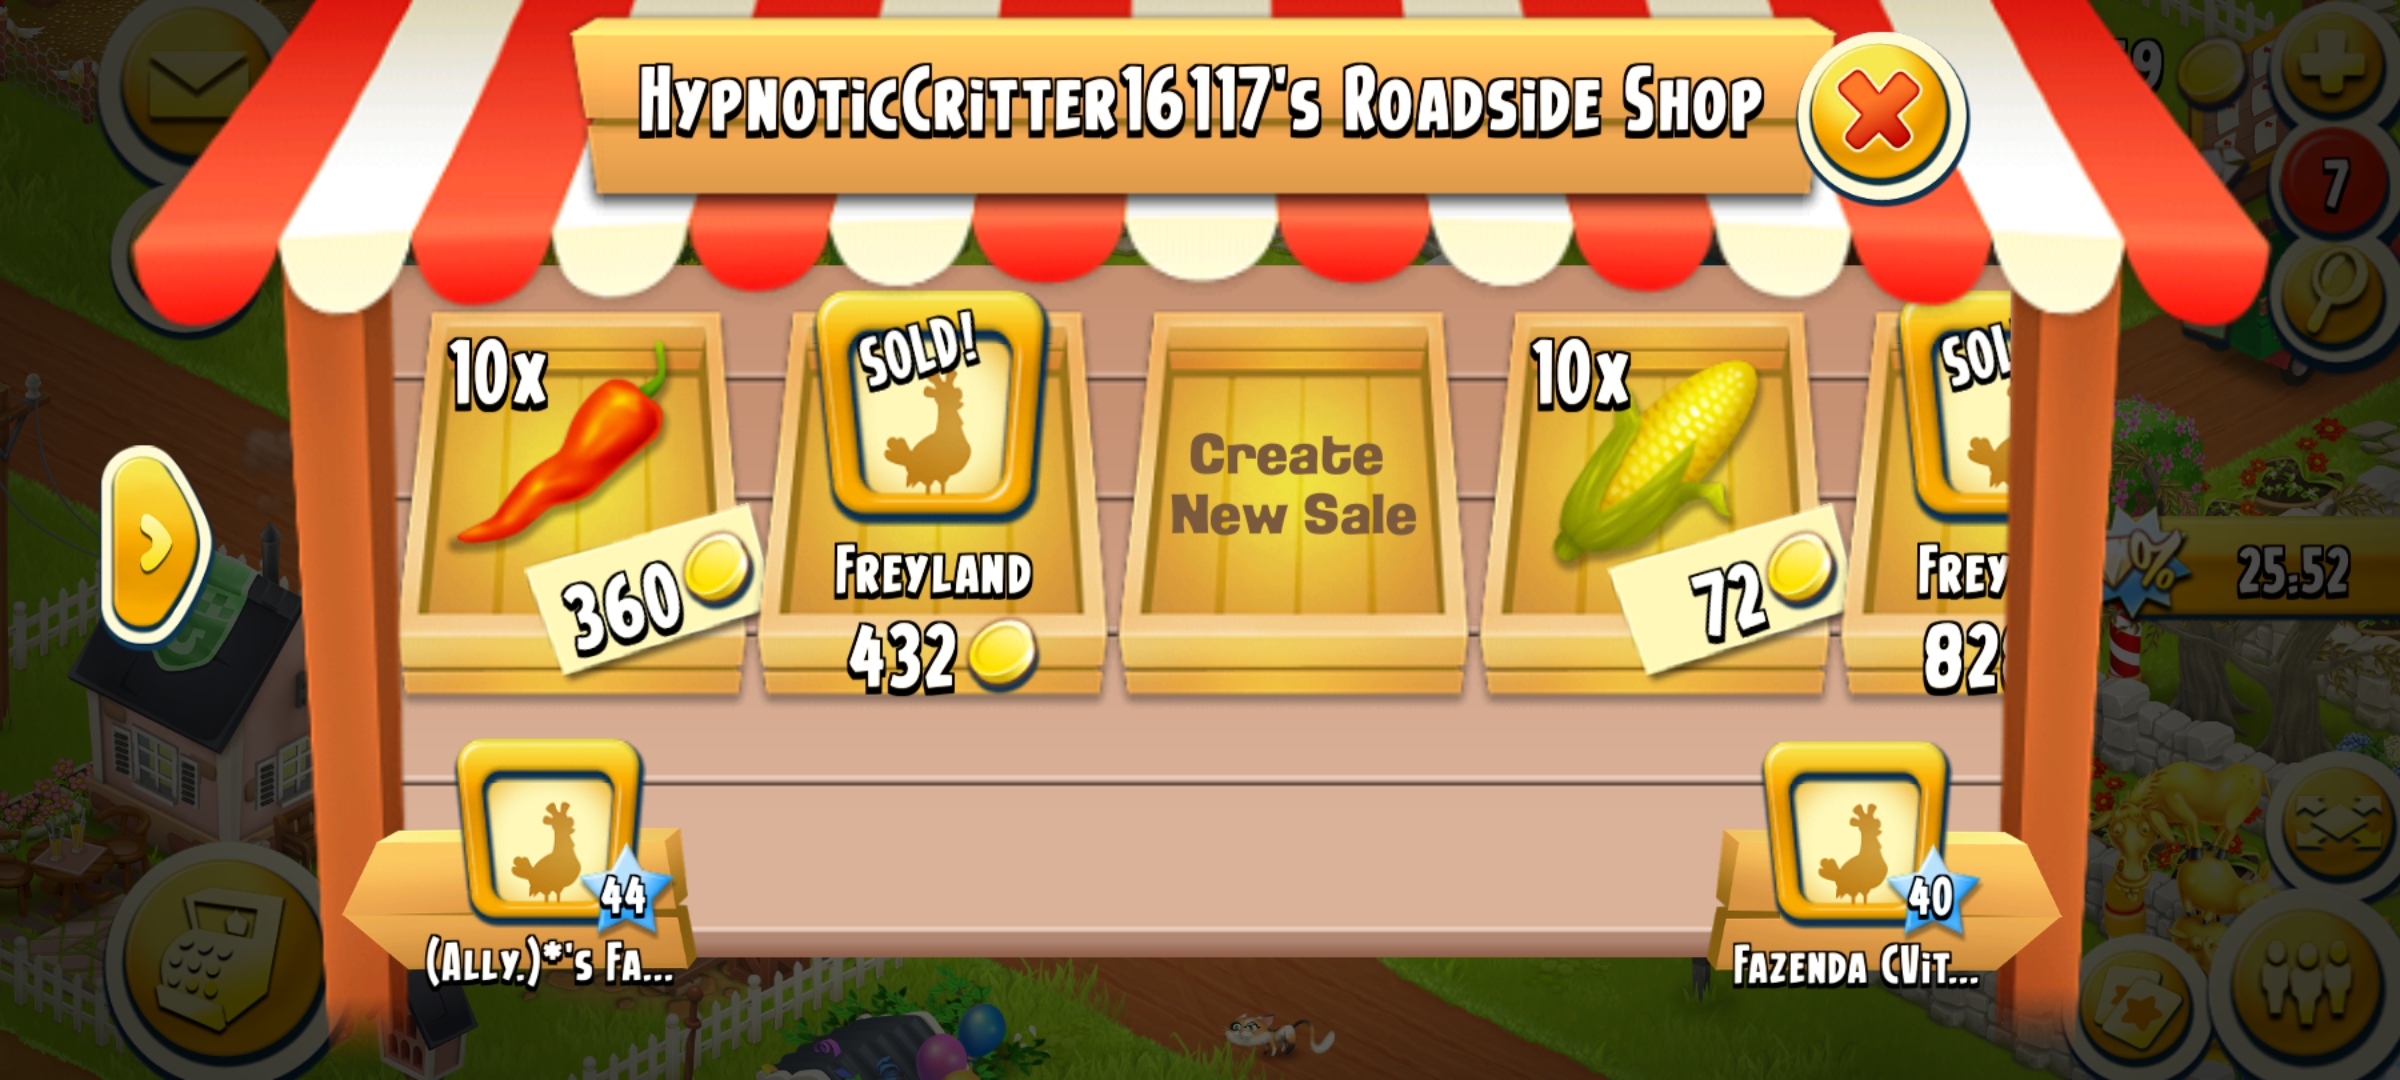 HypnoticCritter16117's Roadside Shop
7
10x
360
SOLD!
Freyland
432
Create
New Sale
10x
72
25:52
44
(Ally.)*'s Fa...
40
Fazenda CVit...